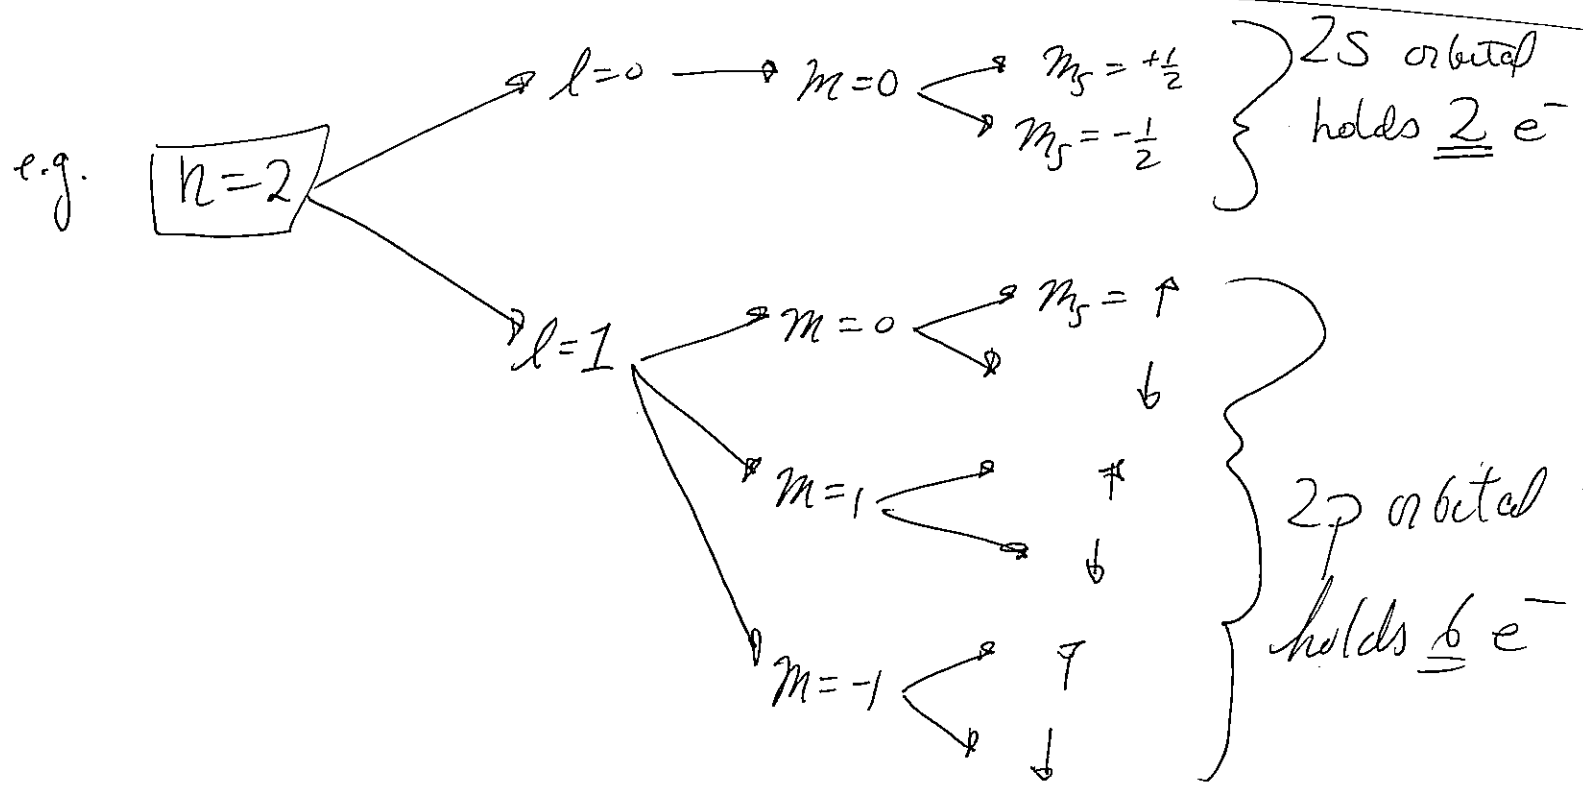 e.g. n=2
l=0 m=0 ms = +1/2
ms = -1/2
2S orbital
holds 2 e⁻
l=1 m=0 ms = ↑
↓
m=1 ↑
↓
m=-1 ↑
↓
2p orbital
holds 6 e⁻